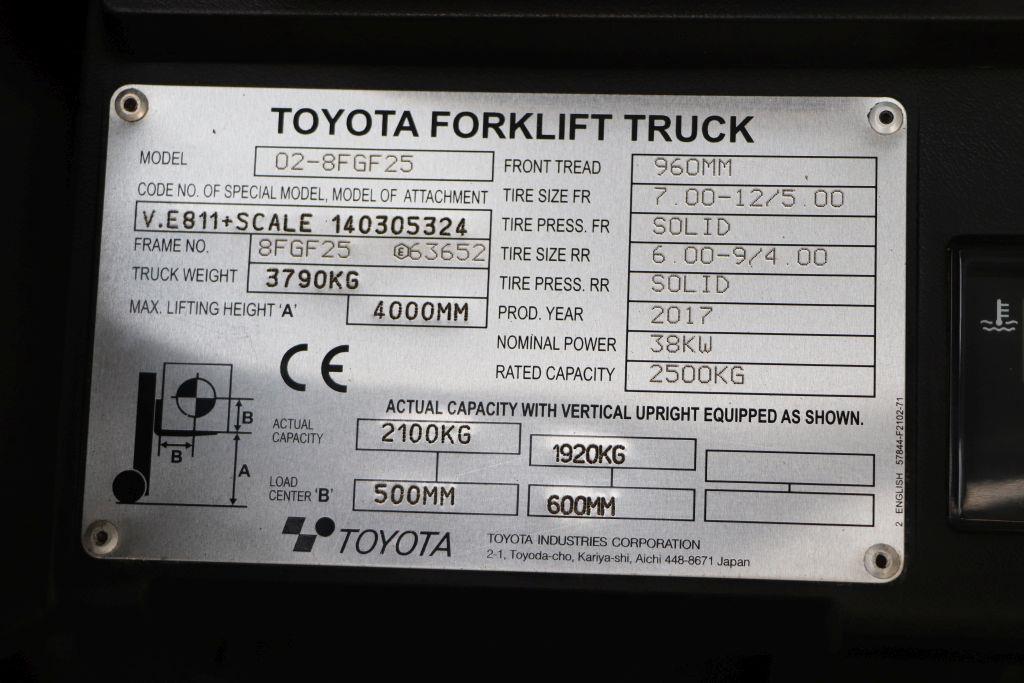 TOYOTA FORKLIFT TRUCK
MODEL 02-8FGF25
CODE NO. OF SPECIAL MODEL, MODEL OF ATTACHMENT
V.E811+SCALE 140305324
FRAME NO. 8FGF25 Ⓔ63652
TRUCK WEIGHT 3790KG
MAX. LIFTING HEIGHT 'A' 4000MM
FRONT TREAD 960MM
TIRE SIZE FR 7.00-12/5.00
TIRE PRESS. FR SOLID
TIRE SIZE RR 6.00-9/4.00
TIRE PRESS. RR SOLID
PROD. YEAR 2017
NOMINAL POWER 38KW
RATED CAPACITY 2500KG
CE
B
B
A
ACTUAL CAPACITY WITH VERTICAL UPRIGHT EQUIPPED AS SHOWN.
ACTUAL
CAPACITY 2100KG 1920KG
LOAD
CENTER 'B' 500MM 600MM
TOYOTA
TOYOTA INDUSTRIES CORPORATION
2-1, Toyoda-cho, Kariya-shi, Aichi 448-8671 Japan
2 ENGLISH 57844-F2102-71